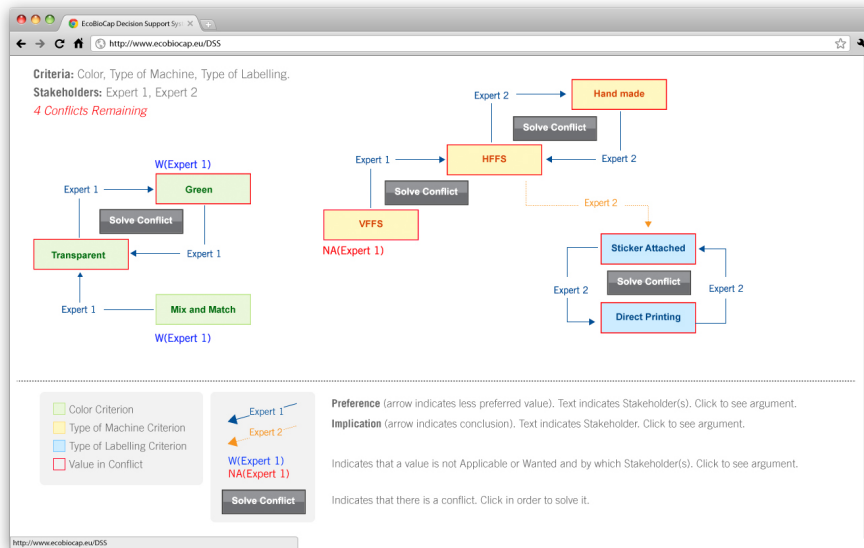 EcoBioCap Decision Support Sys
http://www.ecobiocap.eu/DSS
Criteria: Color, Type of Machine, Type of Labelling.
Stakeholders: Expert 1, Expert 2
4 Conflicts Remaining
Expert 2
Hand made
Solve Conflict
Expert 1
HFFS
Expert 2
W(Expert 1)
Expert 1
Green
Solve Conflict
Solve Conflict
Expert 2
VFFS
NA(Expert 1)
Transparent
Expert 1
Sticker Attached
Solve Conflict
Expert 2
Expert 2
Expert 1
Mix and Match
Direct Printing
W(Expert 1)
Color Criterion
Type of Machine Criterion
Type of Labelling Criterion
Value in Conflict
Expert 1
Expert 2
W(Expert 1)
NA(Expert 1)
Solve Conflict
Preference (arrow indicates less preferred value). Text indicates Stakeholder(s). Click to see argument.
Implication (arrow indicates conclusion). Text indicates Stakeholder. Click to see argument.
Indicates that a value is not Applicable or Wanted and by which Stakeholder(s). Click to see argument.
Indicates that there is a conflict. Click in order to solve it.
http://www.ecobiocap.eu/DSS